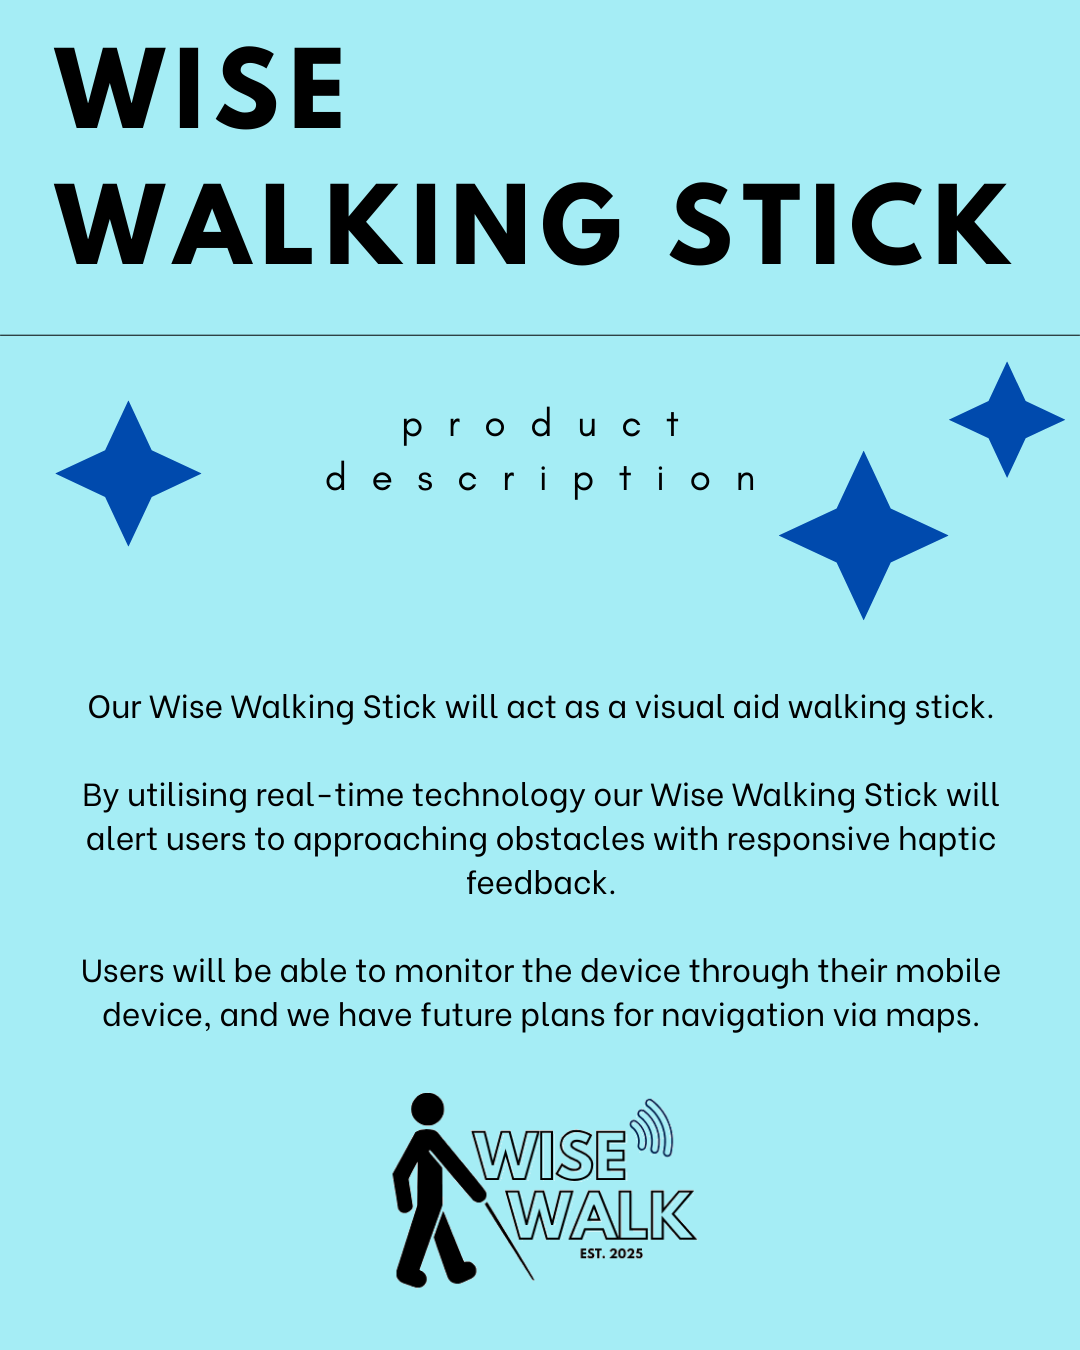 WISE
WALKING STICK
product
description
Our Wise Walking Stick will act as a visual aid walking stick.
By utilising real-time technology our Wise Walking Stick will
alert users to approaching obstacles with responsive haptic
feedback.
Users will be able to monitor the device through their mobile
device, and we have future plans for navigation via maps.
WISE
WALK
EST. 2025